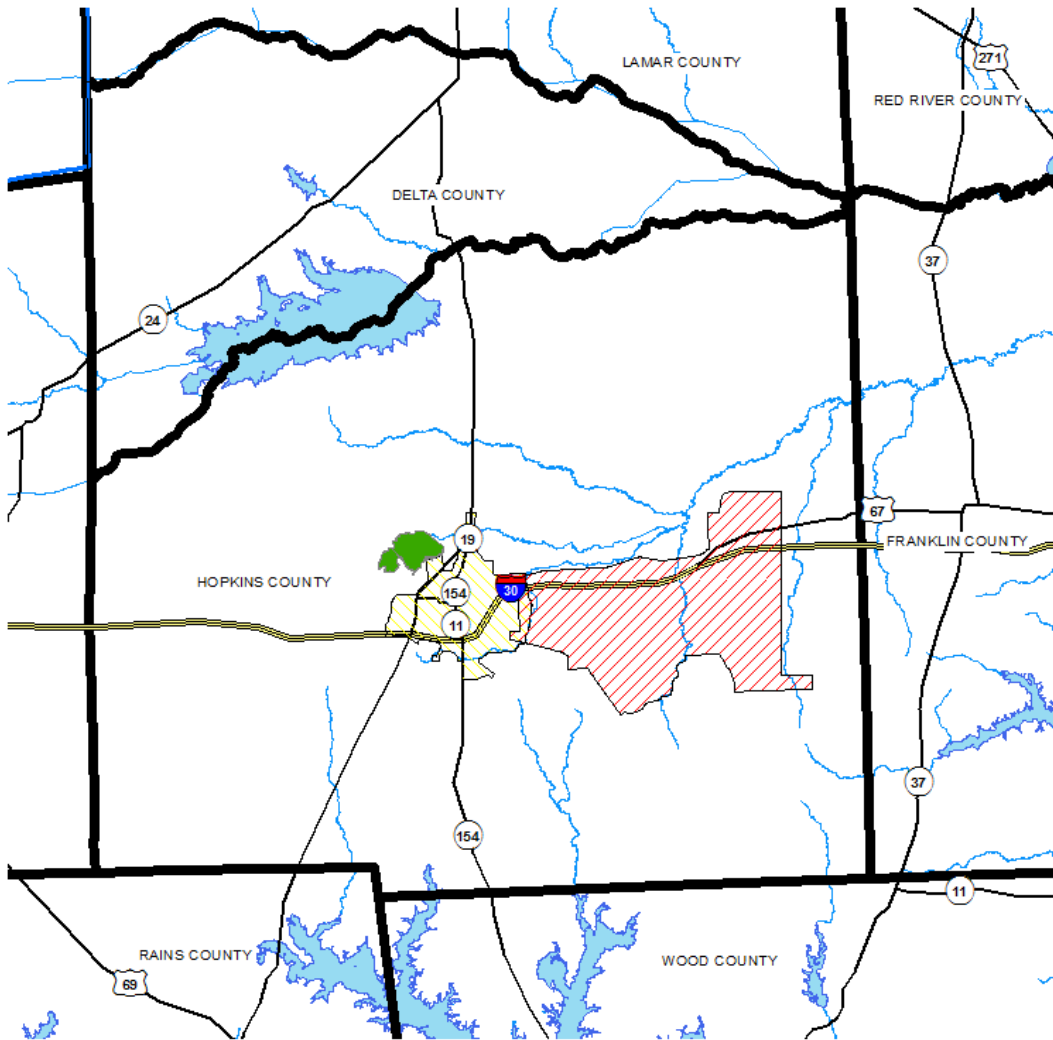 LAMAR COUNTY
271
RED RIVER COUNTY
DELTA COUNTY
37
24
67
19
FRANKLIN COUNTY
HOPKINS COUNTY
154
30
11
37
154
11
RAINS COUNTY
WOOD COUNTY
69